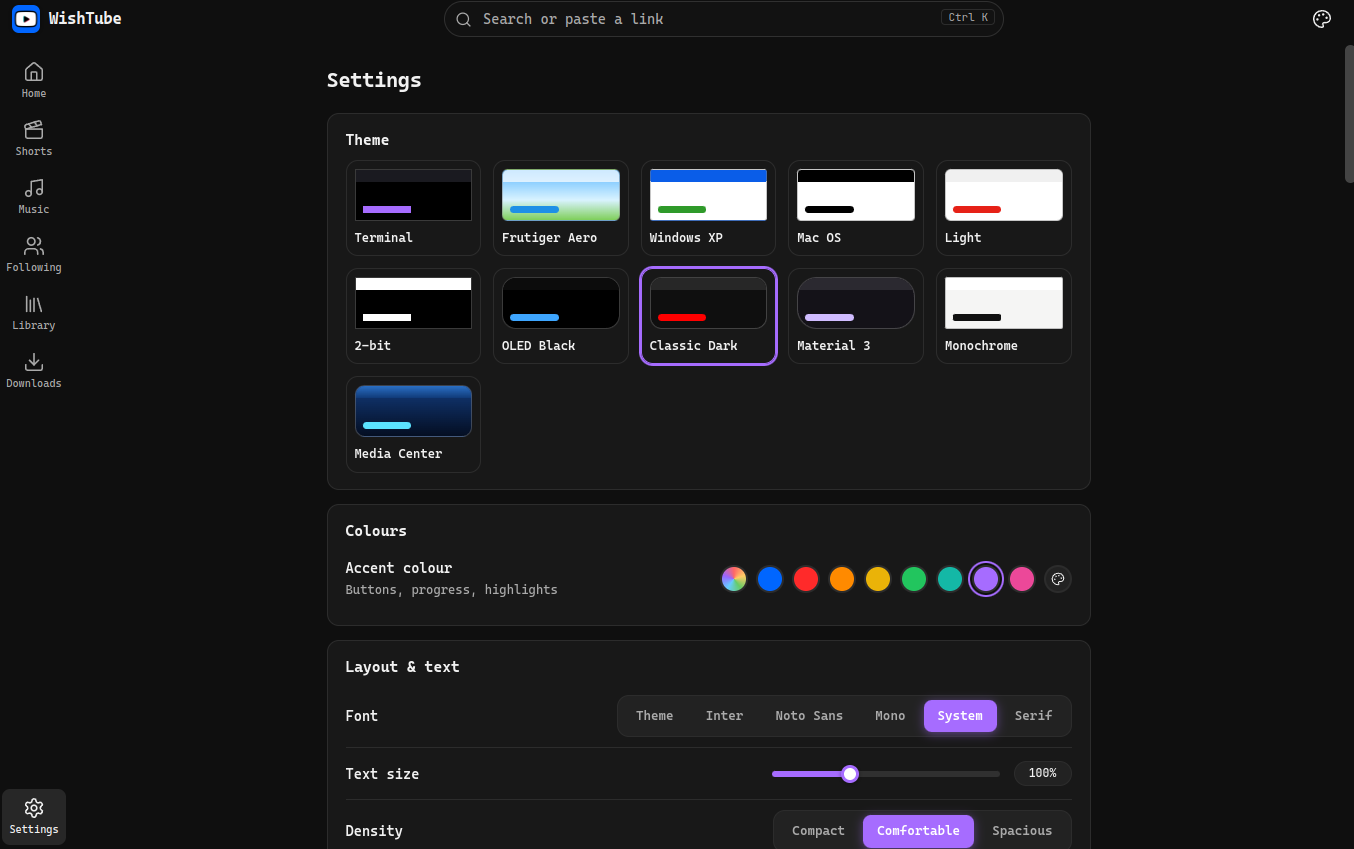 WishTube
Search or paste a link
Ctrl K
Home
Shorts
Music
Following
Library
Downloads
Settings
Settings
Theme
Terminal
Frutiger Aero
Windows XP
Mac OS
Light
2-bit
OLED Black
Classic Dark
Material 3
Monochrome
Media Center
Colours
Accent colour
Buttons, progress, highlights
Layout & text
Font
Theme
Inter
Noto Sans
Mono
System
Serif
Text size
100%
Density
Compact
Comfortable
Spacious